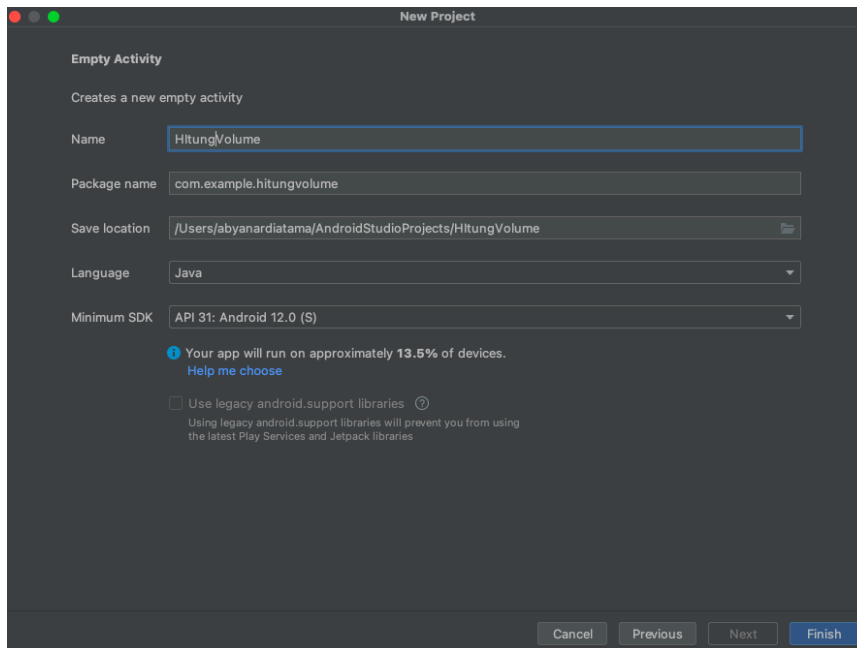 New Project
Empty Activity
Creates a new empty activity
Name HItungVolume
Package name com.example.hitungvolume
Save location /Users/abyanardiatama/AndroidStudioProjects/HItungVolume
Language Java
Minimum SDK API 31: Android 12.0 (S)
Your app will run on approximately 13.5% of devices.
Help me choose
Use legacy android.support libraries
Using legacy android.support libraries will prevent you from using
the latest Play Services and Jetpack libraries
Cancel Previous Next Finish